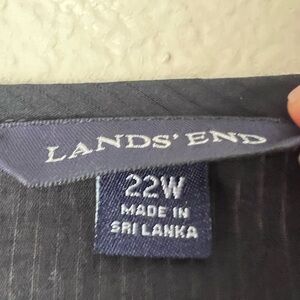 LANDS' END
22W
MADE IN
SRI LANKA